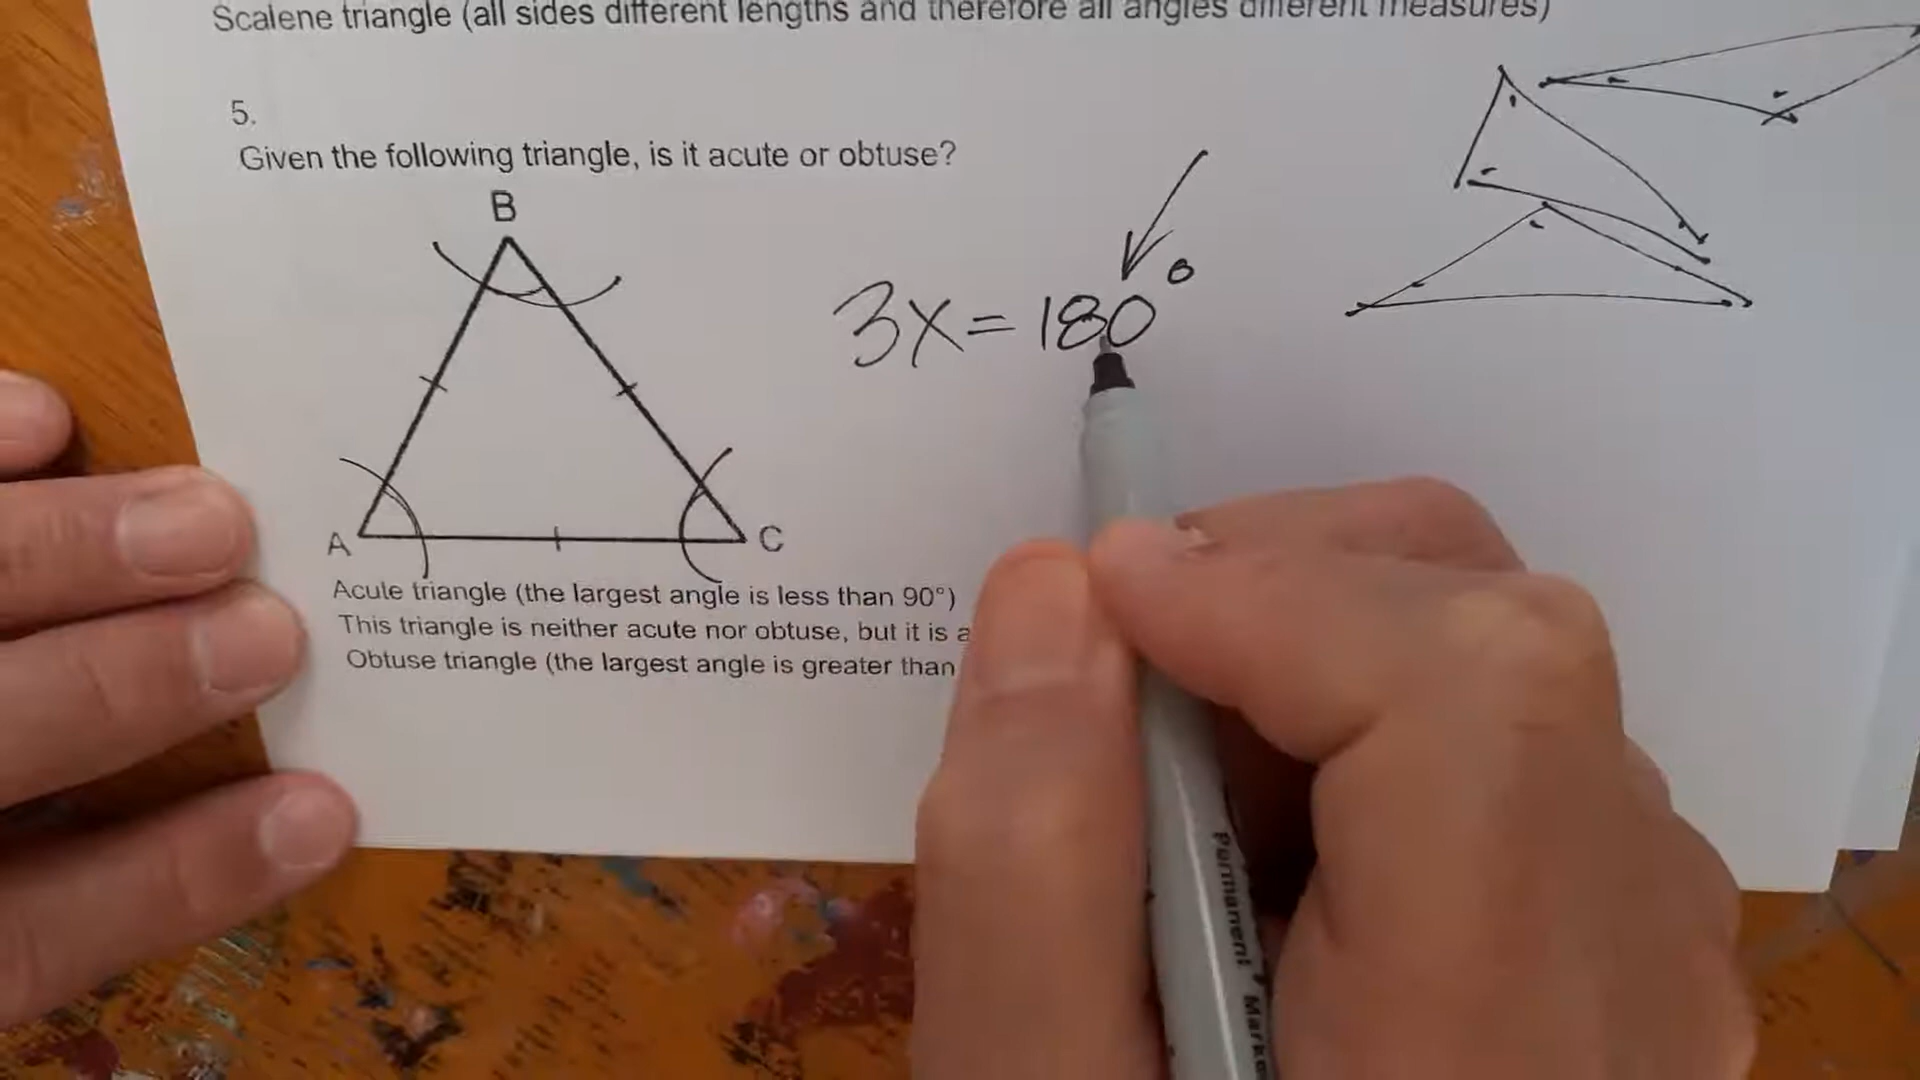 Scalene triangle (all sides different lengths and therefore all angles different measures)
5.
Given the following triangle, is it acute or obtuse?
B
3x = 180°
A
C
Acute triangle (the largest angle is less than 90°)
This triangle is neither acute nor obtuse, but it is a
Obtuse triangle (the largest angle is greater than
Permanent Marke